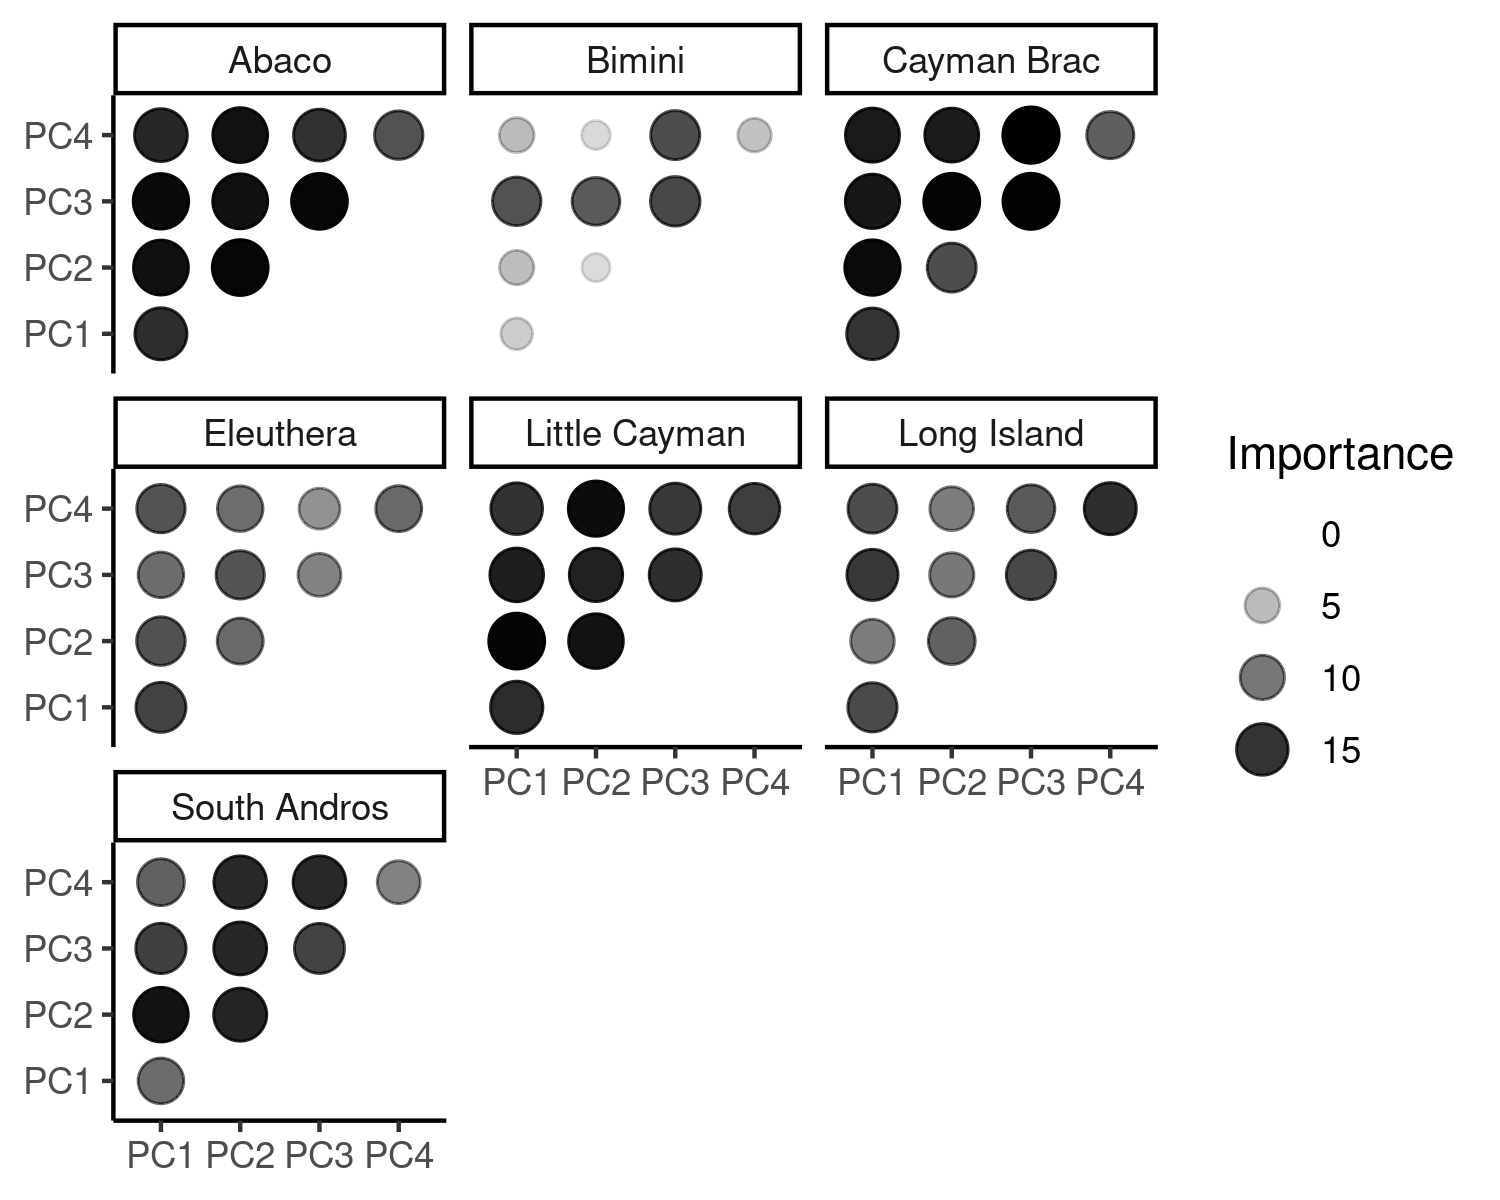 Abaco Bimini Cayman Brac
PC4
PC3
PC2
PC1
Eleuthera Little Cayman Long Island
PC4
PC3
PC2
PC1
PC1 PC2 PC3 PC4 PC1 PC2 PC3 PC4
Importance
0
5
10
15
South Andros
PC4
PC3
PC2
PC1
PC1 PC2 PC3 PC4